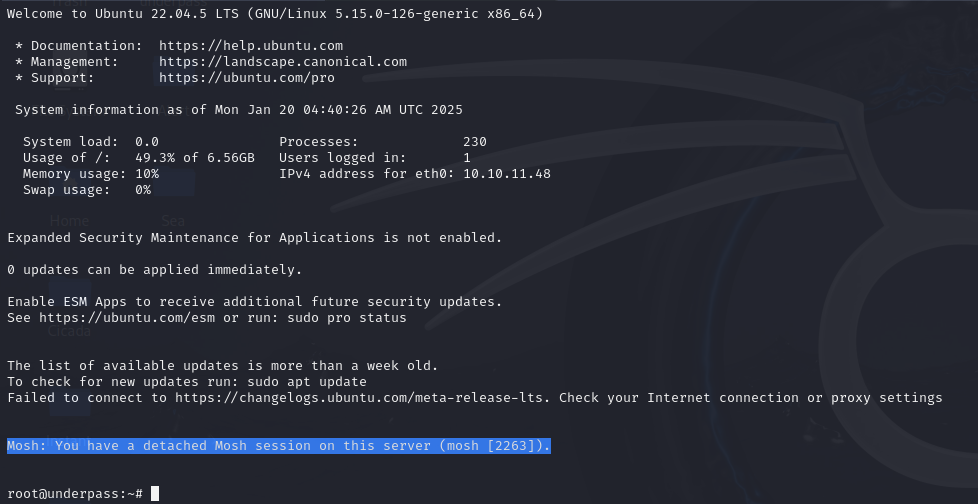 Trash underpass
Welcome to Ubuntu 22.04.5 LTS (GNU/Linux 5.15.0-126-generic x86_64)
* Documentation: https://help.ubuntu.com
* Management: https://landscape.canonical.com
* Support: https://ubuntu.com/pro
System information as of Mon Jan 20 04:40:26 AM UTC 2025
System load: 0.0 Processes: 230
Usage of /: 49.3% of 6.56GB Users logged in: 1
Memory usage: 10% IPv4 address for eth0: 10.10.11.48
Swap usage: 0%
Home Sea
Expanded Security Maintenance for Applications is not enabled.
0 updates can be applied immediately.
Enable ESM Apps to receive additional future security updates.
See https://ubuntu.com/esm or run: sudo pro status
Cicada
The list of available updates is more than a week old.
To check for new updates run: sudo apt update
Failed to connect to https://changelogs.ubuntu.com/meta-release-lts. Check your Internet connection or proxy settings
Mosh: You have a detached Mosh session on this server (mosh [2263]).
root@underpass:~#